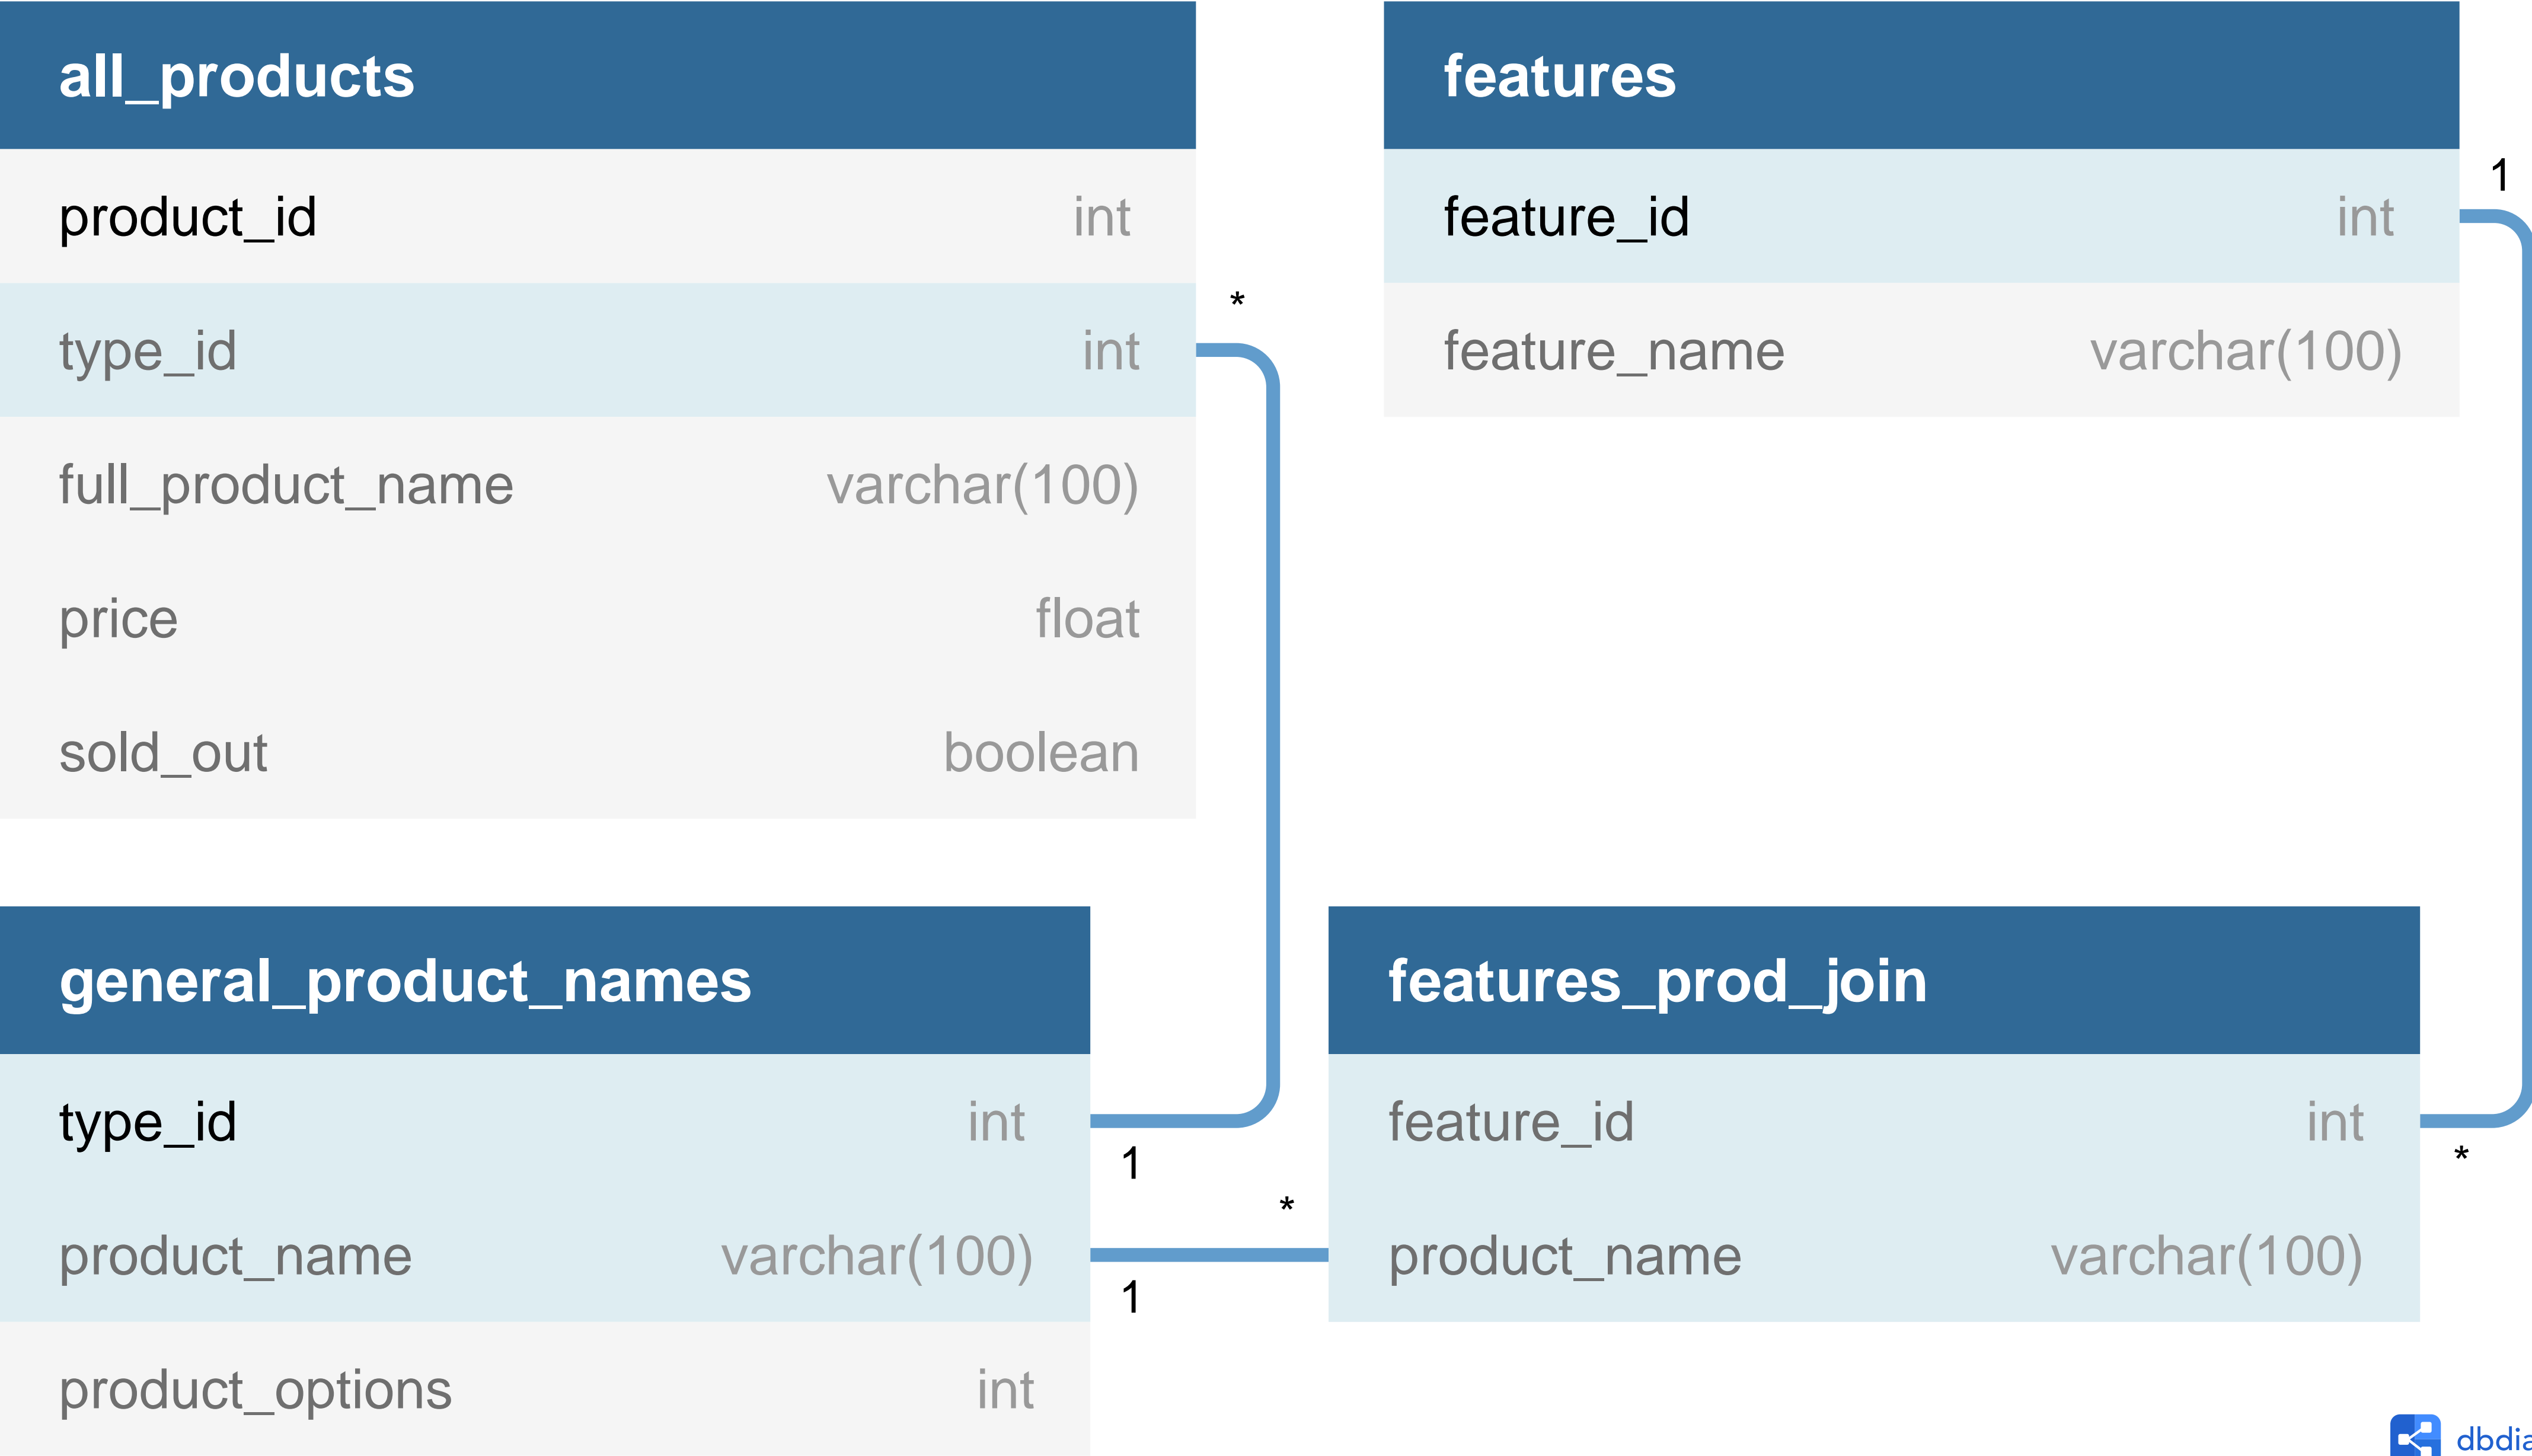 all_products
product_id int
type_id int
full_product_name varchar(100)
price float
sold_out boolean
*
features
feature_id int
feature_name varchar(100)
1
general_product_names
type_id int
product_name varchar(100)
product_options int
1
1
*
features_prod_join
feature_id int
product_name varchar(100)
*
dbdia